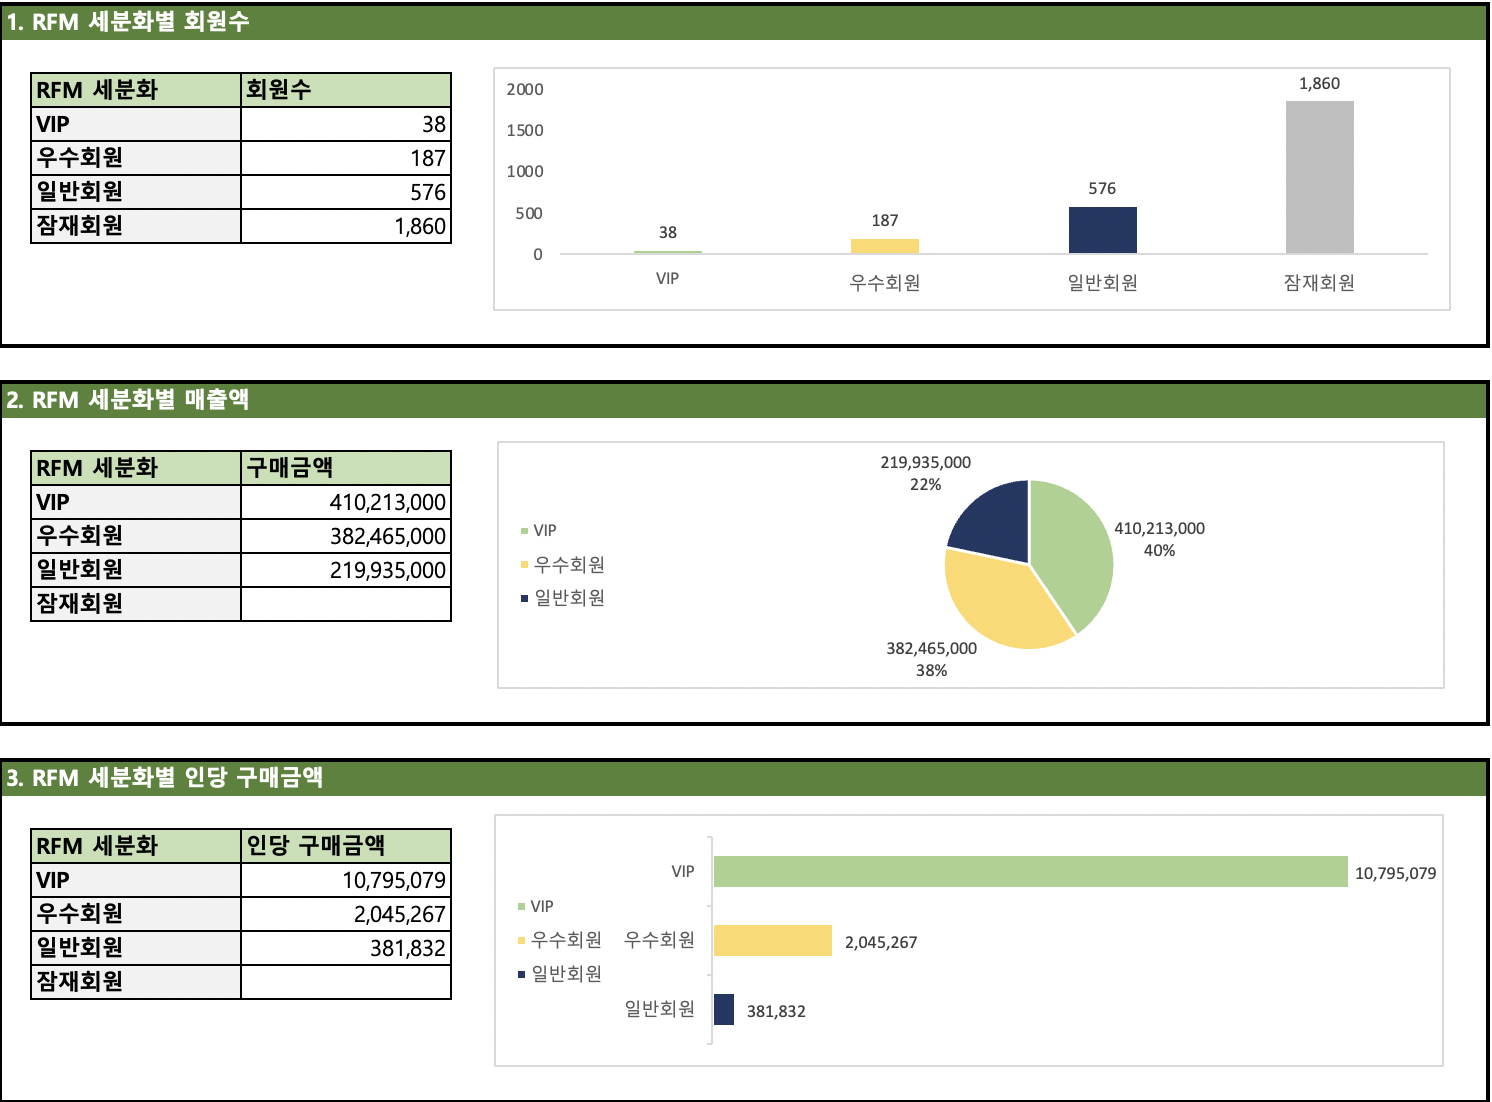 1. RFM 세분화별 회원수
RFM 세분화 회원수
VIP 38
우수회원 187
일반회원 576
잠재회원 1,860
2000
1500
1000
500
0
38
187
576
1,860
VIP 우수회원 일반회원 잠재회원
2. RFM 세분화별 매출액
RFM 세분화 구매금액
VIP 410,213,000
우수회원 382,465,000
일반회원 219,935,000
잠재회원
VIP
우수회원
일반회원
219,935,000
22%
410,213,000
40%
382,465,000
38%
3. RFM 세분화별 인당 구매금액
RFM 세분화 인당 구매금액
VIP 10,795,079
우수회원 2,045,267
일반회원 381,832
잠재회원
VIP
우수회원
일반회원
VIP 10,795,079
우수회원 2,045,267
일반회원 381,832